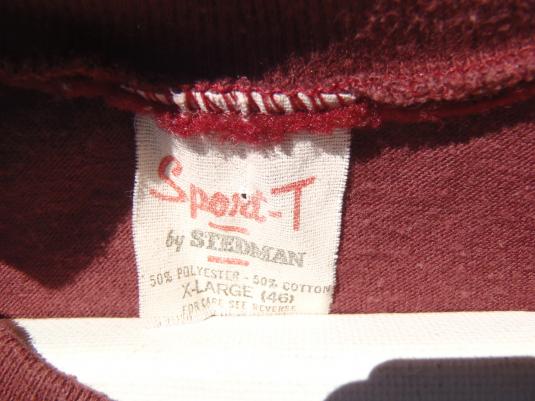 Sport-T
by STEDMAN
50% POLYESTER - 50% COTTON
X-LARGE (46)
FOR CARE SEE REVERSE